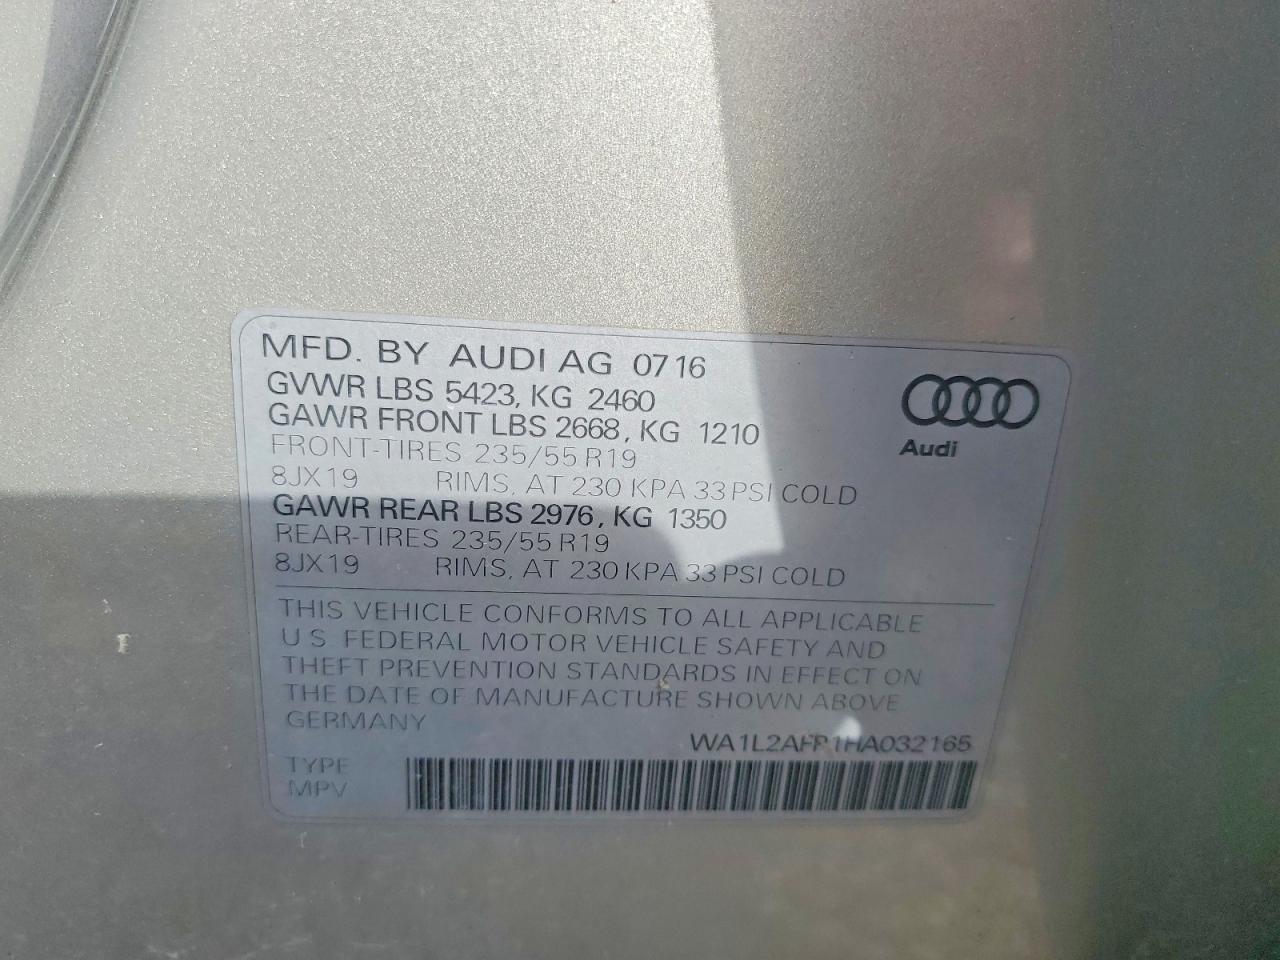 MFD. BY AUDI AG 07 16
GVWR LBS 5423, KG 2460
GAWR FRONT LBS 2668, KG 1210
FRONT-TIRES 235/55 R19
8JX19 RIMS, AT 230 KPA 33 PSI COLD
GAWR REAR LBS 2976, KG 1350
REAR-TIRES 235/55 R19
8JX19 RIMS, AT 230 KPA 33 PSI COLD
Audi
THIS VEHICLE CONFORMS TO ALL APPLICABLE
U S FEDERAL MOTOR VEHICLE SAFETY AND
THEFT PREVENTION STANDARDS IN EFFECT ON
THE DATE OF MANUFACTURE SHOWN ABOVE
GERMANY
WA1L2AFP1HA032165
TYPE
MPV